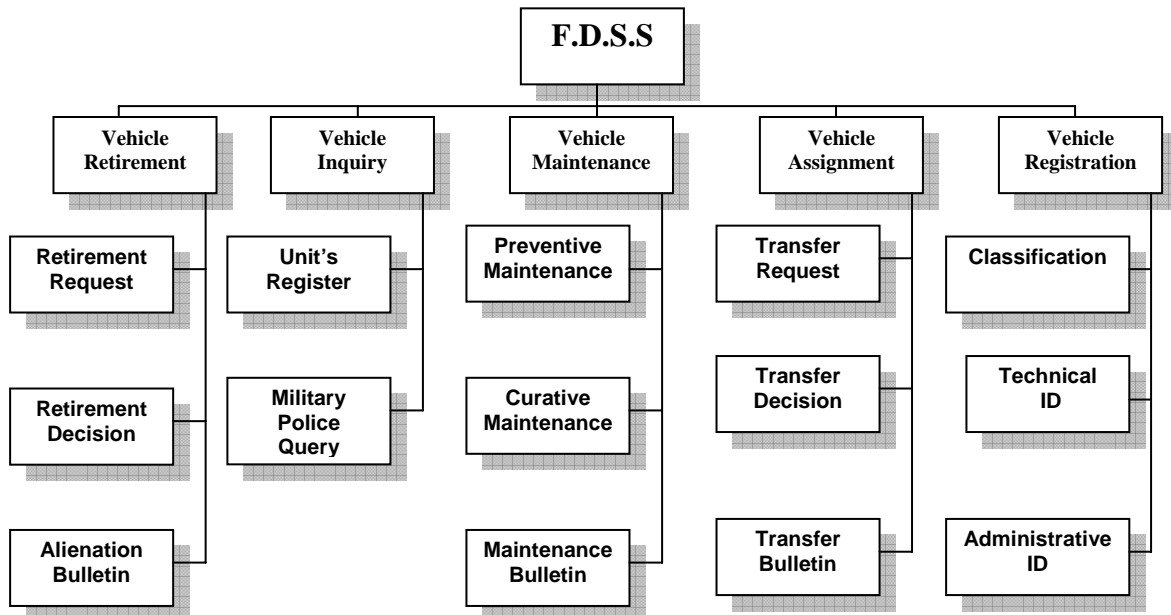 F.D.S.S
Vehicle
Retirement
Vehicle
Inquiry
Vehicle
Maintenance
Vehicle
Assignment
Vehicle
Registration
Retirement
Request
Unit's
Register
Preventive
Maintenance
Transfer
Request
Classification
Retirement
Decision
Military
Police
Query
Curative
Maintenance
Transfer
Decision
Technical
ID
Alienation
Bulletin
Maintenance
Bulletin
Transfer
Bulletin
Administrative
ID